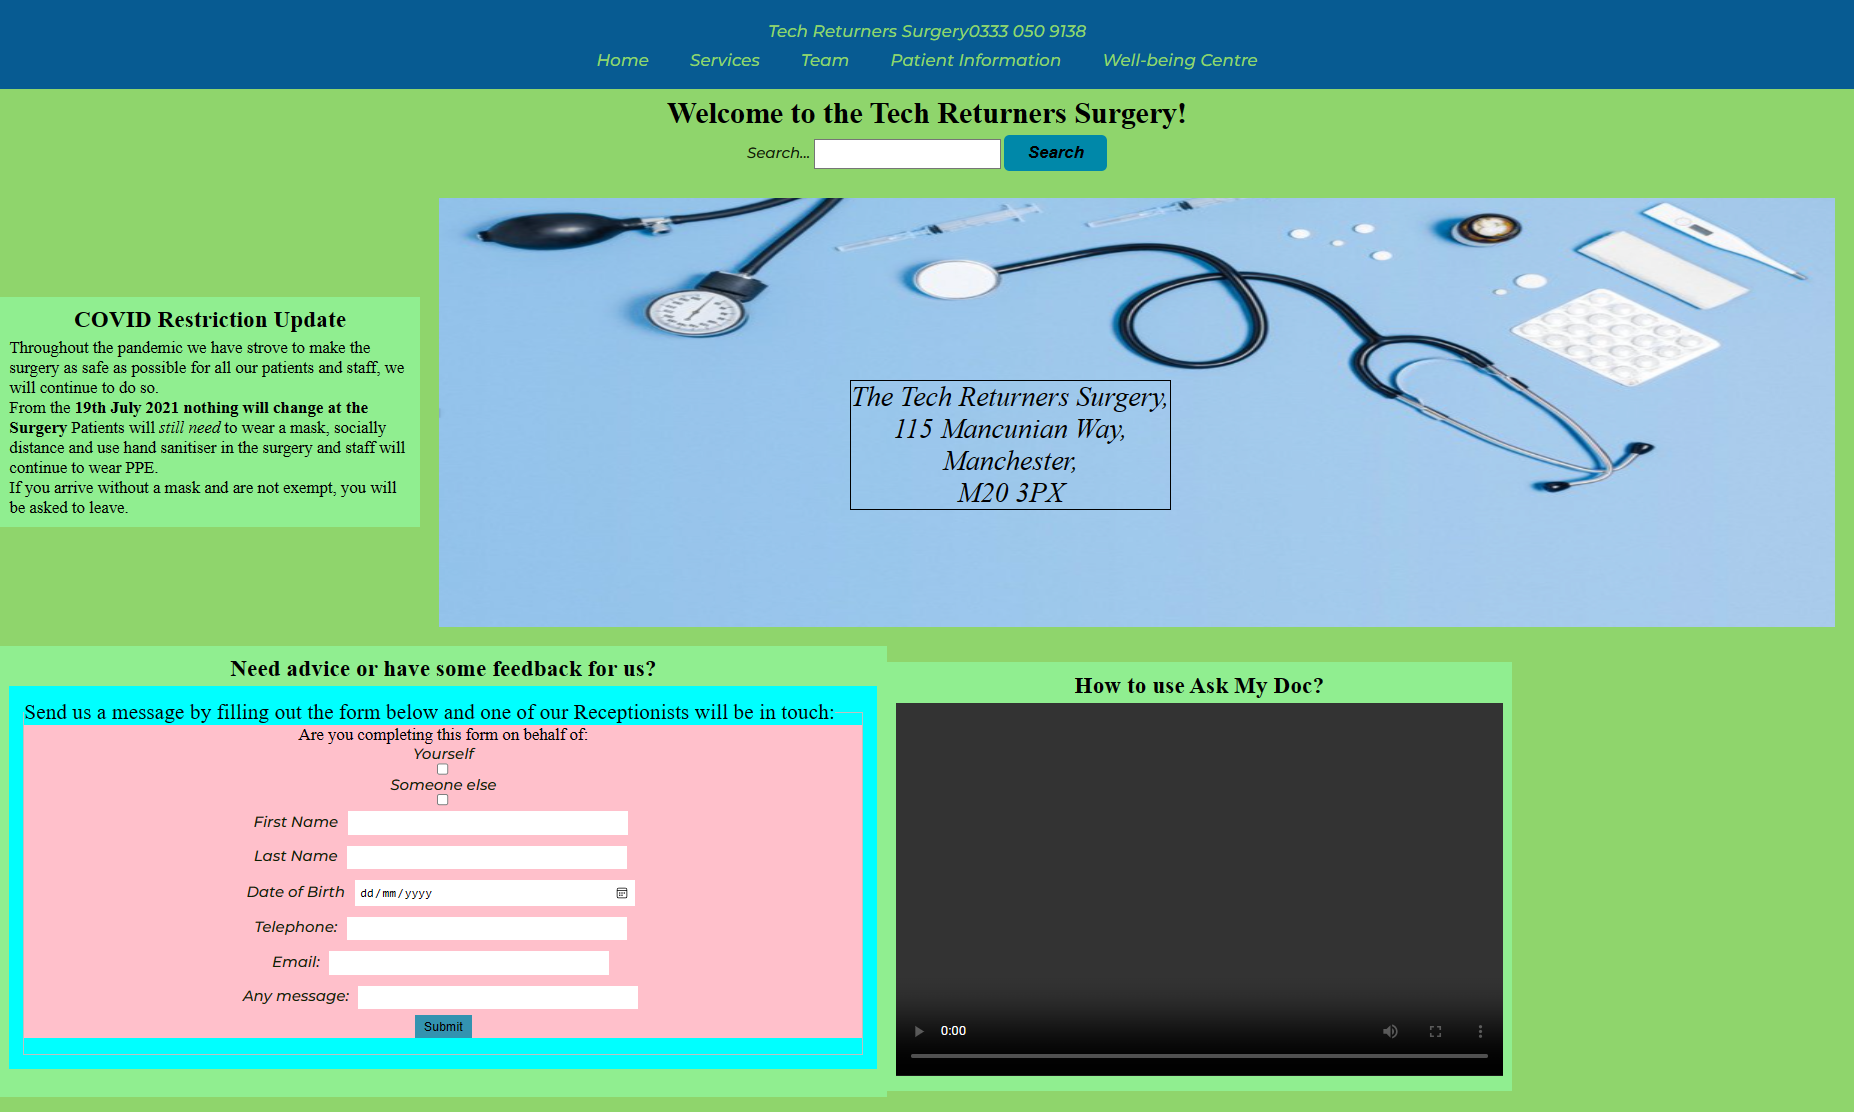 Tech Returners Surgery0333 050 9138
Home Services Team Patient Information Well-being Centre
Welcome to the Tech Returners Surgery!
Search... Search
COVID Restriction Update
Throughout the pandemic we have strove to make the
surgery as safe as possible for all our patients and staff, we
will continue to do so.
From the 19th July 2021 nothing will change at the
Surgery Patients will still need to wear a mask, socially
distance and use hand sanitiser in the surgery and staff will
continue to wear PPE.
If you arrive without a mask and are not exempt, you will
be asked to leave.
The Tech Returners Surgery,
115 Mancunian Way,
Manchester,
M20 3PX
Need advice or have some feedback for us?
Send us a message by filling out the form below and one of our Receptionists will be in touch:
Are you completing this form on behalf of:
Yourself
Someone else
First Name
Last Name
Date of Birth dd/mm/yyyy
Telephone:
Email:
Any message:
Submit
How to use Ask My Doc?
0:00